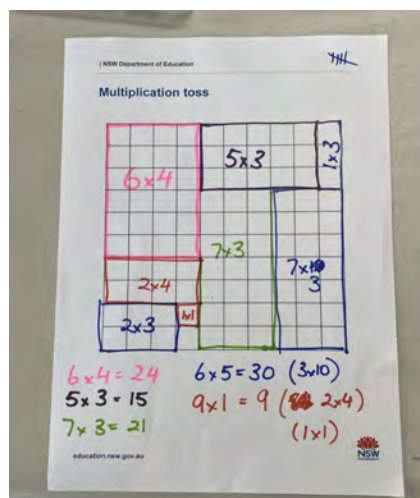 | NSW Department of Education
Multiplication toss
6x4
5x3
1x3
7x3
7x
3
2x4
2x3
1x1
6x4=24
6x5=30 (3x10)
5x3=15
9x1=9 ( 2x4)
7x3=21
(1x1)
education.nsw.gov.au
NSW